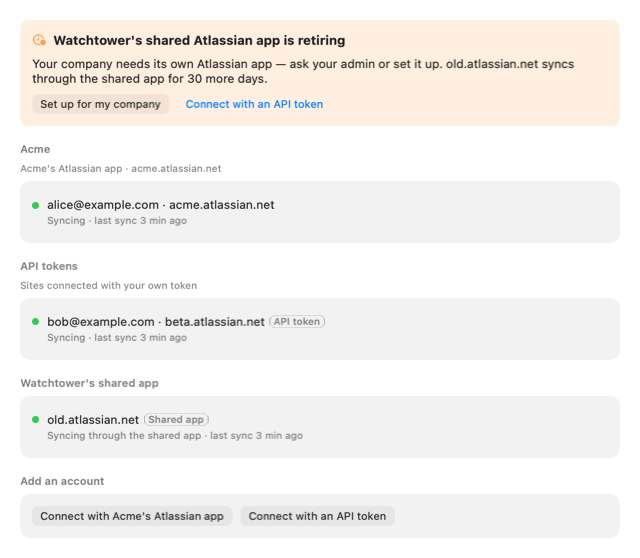 Watchtower's shared Atlassian app is retiring
Your company needs its own Atlassian app — ask your admin or set it up. old.atlassian.net syncs
through the shared app for 30 more days.
Set up for my company
Connect with an API token
Acme
Acme's Atlassian app · acme.atlassian.net
alice@example.com · acme.atlassian.net
Syncing · last sync 3 min ago
API tokens
Sites connected with your own token
bob@example.com · beta.atlassian.net API token
Syncing · last sync 3 min ago
Watchtower's shared app
old.atlassian.net Shared app
Syncing through the shared app · last sync 3 min ago
Add an account
Connect with Acme's Atlassian app
Connect with an API token